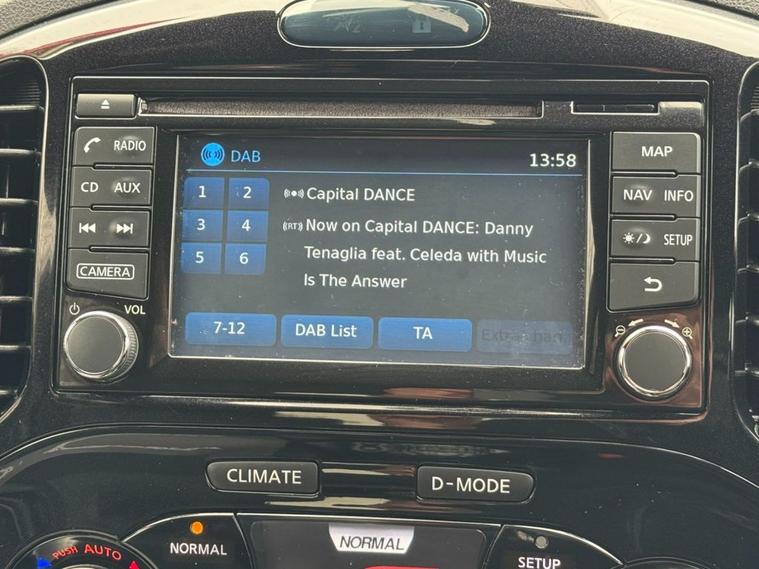 RADIO
CD AUX
CAMERA
VOL
DAB 13:58
1 2
3 4
5 6
Capital DANCE
Now on Capital DANCE: Danny
Tenaglia feat. Celeda with Music
Is The Answer
7-12 DAB List TA
MAP
NAV INFO
SETUP
CLIMATE D-MODE
PUSH AUTO NORMAL NORMAL SETUP